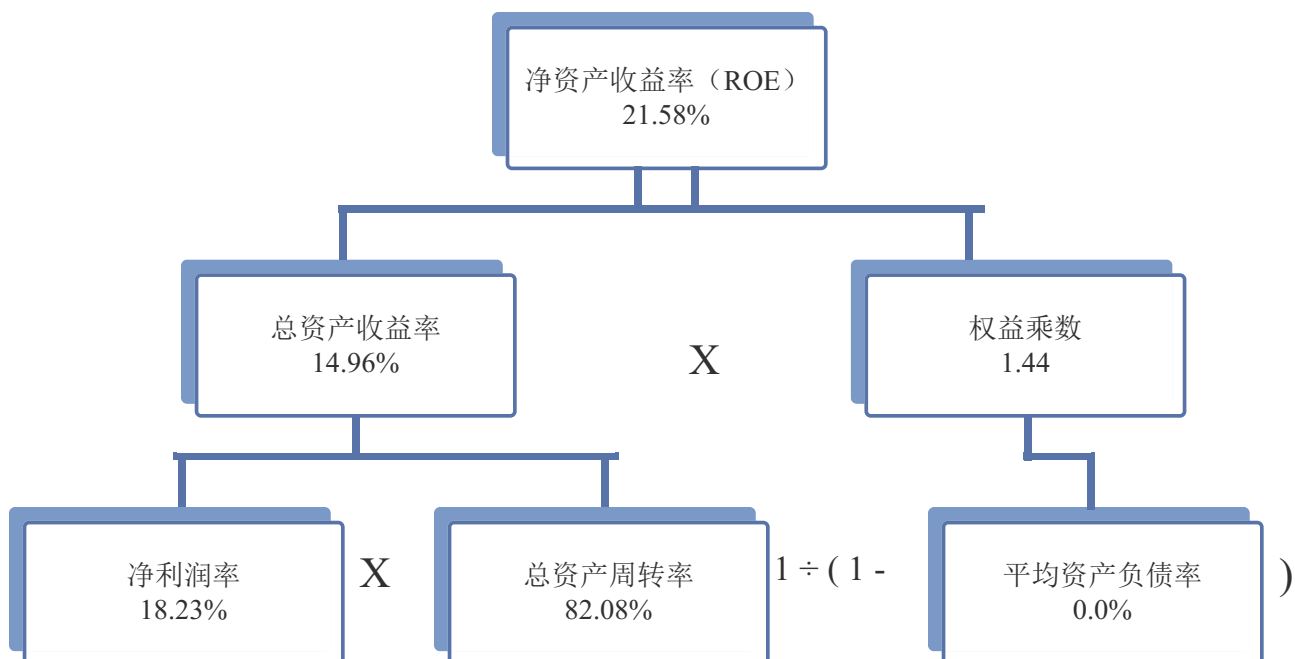 净资产收益率（ROE）
21.58%
总资产收益率
14.96%
X
权益乘数
1.44
净利润率
18.23%
X
总资产周转率
82.08%
1 ÷ ( 1 -
平均资产负债率
0.0%
)